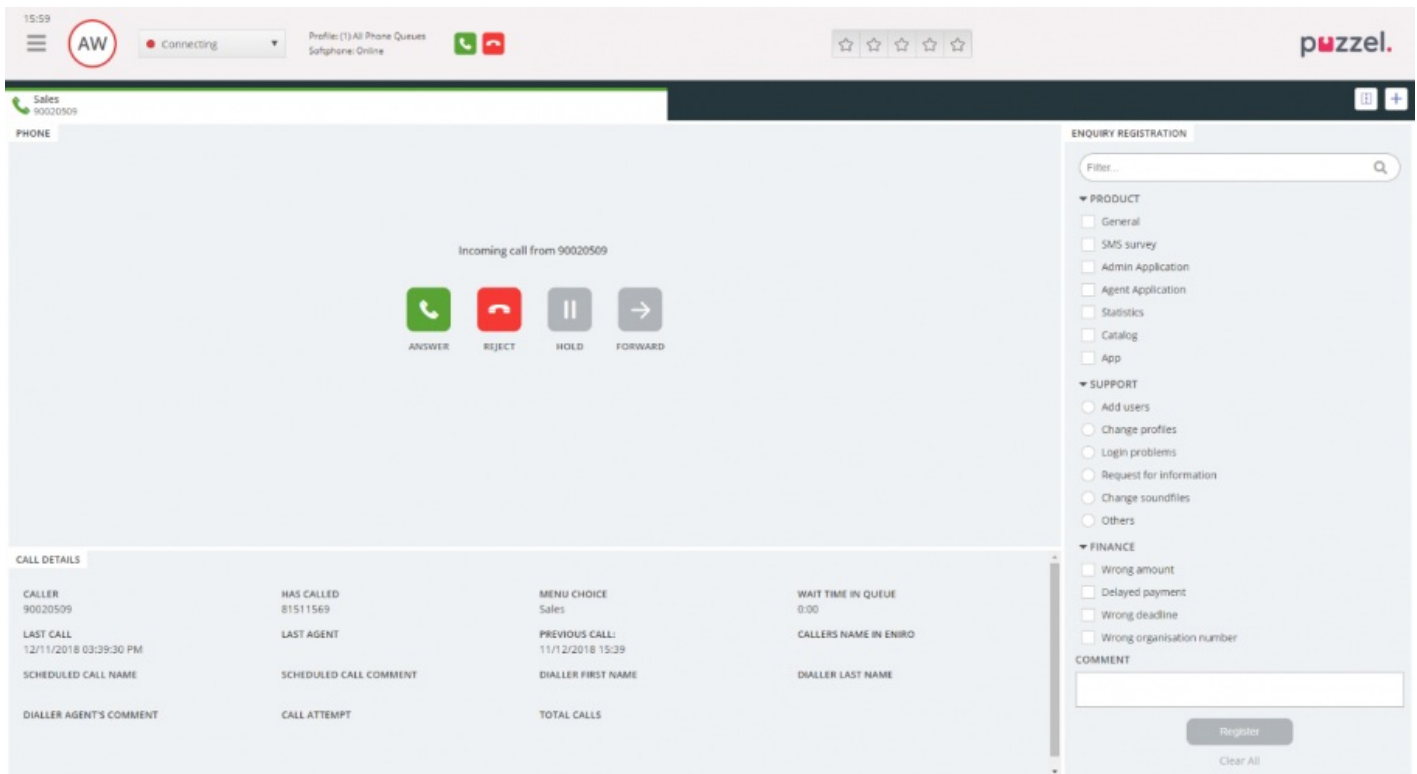 15:59
AW
Connecting
Profile: (1) All Phone Queues
Softphone: Online
puzzel.
Sales
90020509
PHONE
Incoming call from 90020509
ANSWER REJECT HOLD FORWARD
CALL DETAILS
CALLER HAS CALLED MENU CHOICE WAIT TIME IN QUEUE
90020509 81511569 Sales 0:00
LAST CALL LAST AGENT PREVIOUS CALL: CALLERS NAME IN ENIRO
12/11/2018 03:39:30 PM 11/12/2018 15:39
SCHEDULED CALL NAME SCHEDULED CALL COMMENT DIALLER FIRST NAME DIALLER LAST NAME
DIALLER AGENT'S COMMENT CALL ATTEMPT TOTAL CALLS
ENQUIRY REGISTRATION
Filter...
PRODUCT
General
SMS survey
Admin Application
Agent Application
Statistics
Catalog
App
SUPPORT
Add users
Change profiles
Login problems
Request for information
Change soundfiles
Others
FINANCE
Wrong amount
Delayed payment
Wrong deadline
Wrong organisation number
COMMENT
Register
Clear All